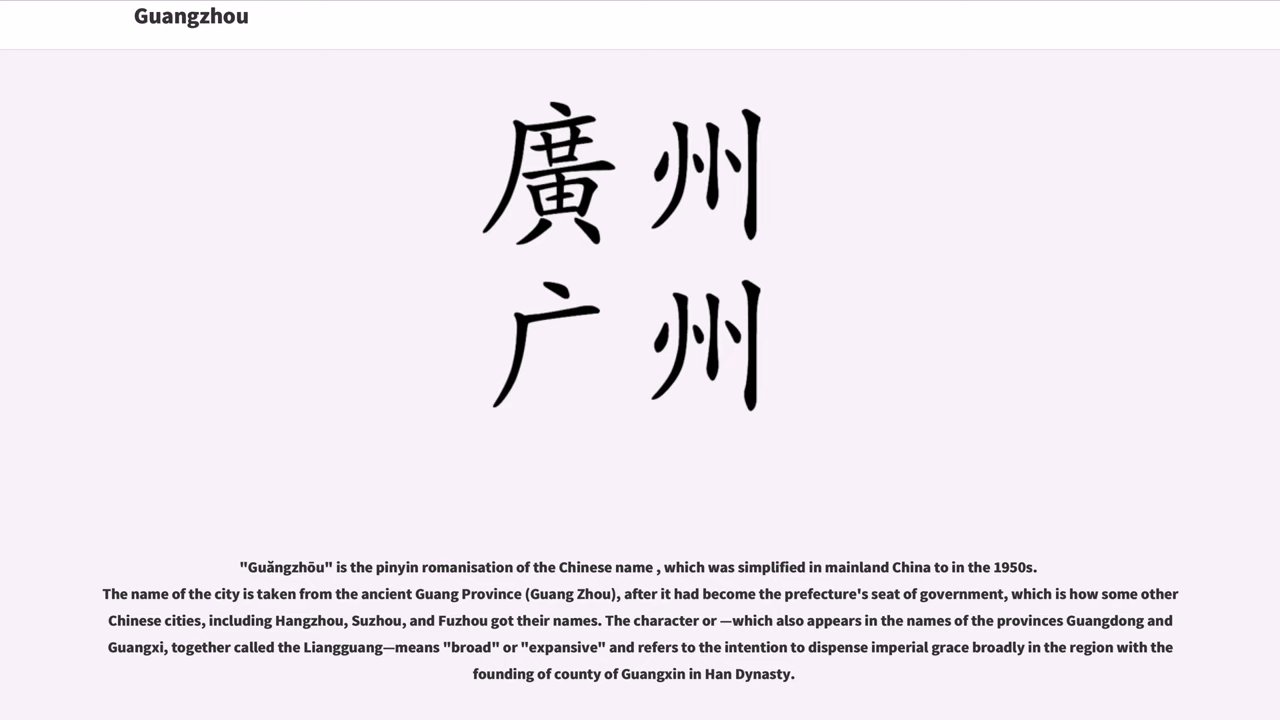 Guangzhou
廣州
广州
"Guǎngzhōu" is the pinyin romanisation of the Chinese name , which was simplified in mainland China to in the 1950s.
The name of the city is taken from the ancient Guang Province (Guang Zhou), after it had become the prefecture's seat of government, which is how some other
Chinese cities, including Hangzhou, Suzhou, and Fuzhou got their names. The character or —which also appears in the names of the provinces Guangdong and
Guangxi, together called the Liangguang—means "broad" or "expansive" and refers to the intention to dispense imperial grace broadly in the region with the
founding of county of Guangxin in Han Dynasty.